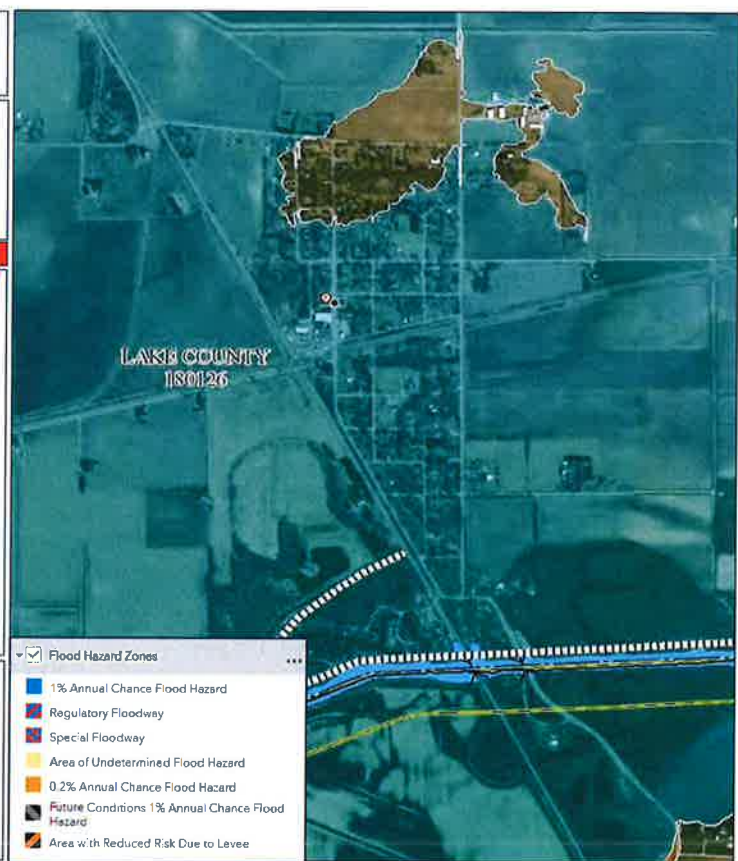 LAKE COUNTY
180126
Flood Hazard Zones
1% Annual Chance Flood Hazard
Regulatory Floodway
Special Floodway
Area of Undetermined Flood Hazard
0.2% Annual Chance Flood Hazard
Future Conditions 1% Annual Chance Flood
Hazard
Area with Reduced Risk Due to Levee